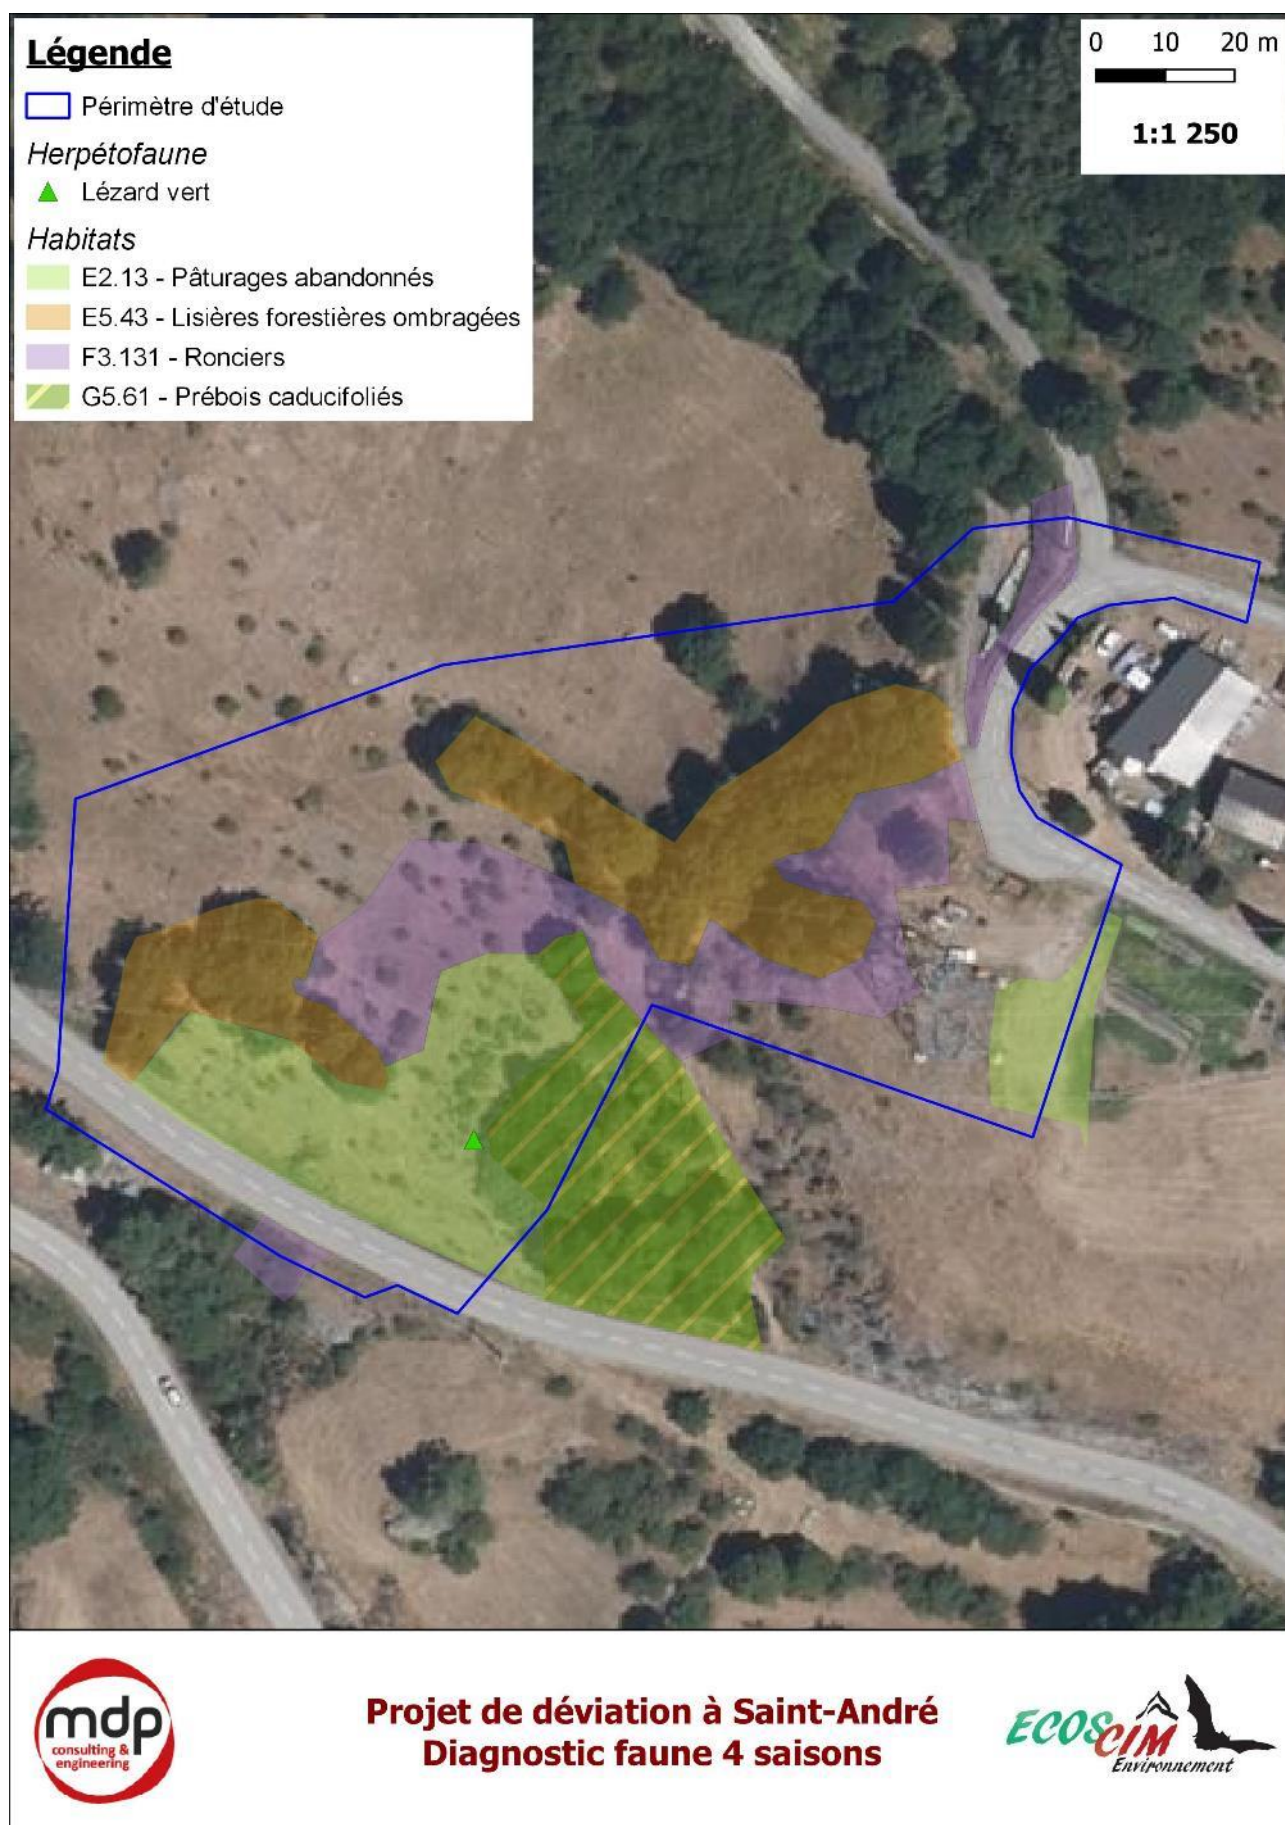 Légende
Périmètre d'étude
Herpétofaune
Lézard vert
Habitats
E2.13 - Pâturages abandonnés
E5.43 - Lisières forestières ombragées
F3.131 - Ronciers
G5.61 - Prébois caducifoliés
0 10 20 m
1:1 250
mdp
consulting &
engineering
Projet de déviation à Saint-André
Diagnostic faune 4 saisons
ECOSCIM
Environnement